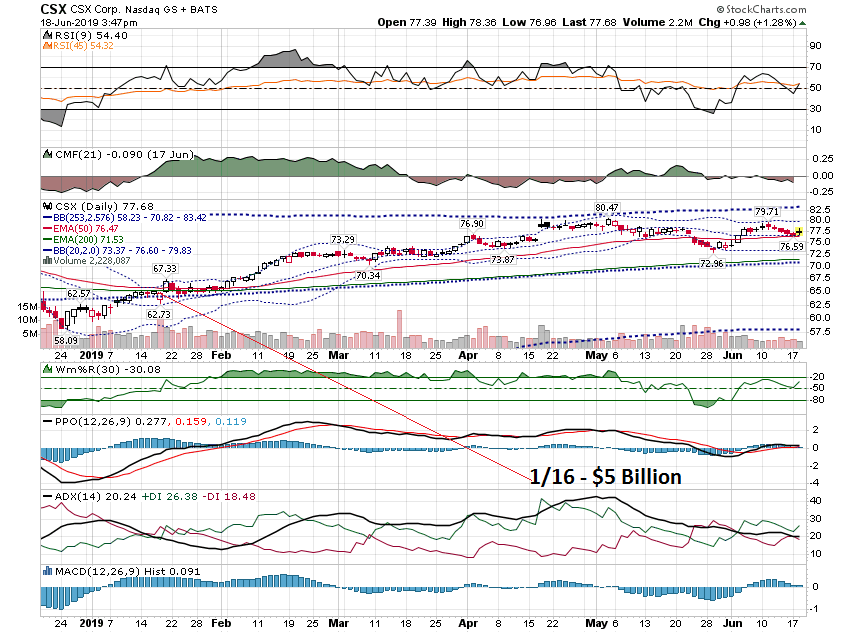 CSX CSX Corp. Nasdaq GS + BATS © StockCharts.com
18-Jun-2019 3:47pm Open 77.39 High 78.36 Low 76.96 Last 77.68 Volume 2.2M Chg +0.98 (+1.28%)
RSI(9) 54.40
RSI(45) 54.32
90
70
50
30
10
CMF(21) -0.090 (17 Jun)
0.25
0.00
-0.25
CSX (Daily) 77.68
BB(253,2.576) 58.23 - 70.82 - 83.42
EMA(50) 76.47
EMA(200) 71.53
BB(20,2.0) 73.37 - 76.60 - 79.83
Volume 2,228,087
82.5
80.0
77.5
75.0
72.5
70.0
67.5
65.0
62.5
60.0
57.5
15M
10M
5M
80.47
79.71
76.90
73.29
76.59
73.87
72.96
70.34
67.33
62.57
62.73
58.09
24 2019 7 14 22 28 Feb 11 19 25 Mar 11 18 25 Apr 8 15 22 May 6 13 20 28 Jun 10 17
Wm%R(30) -30.08
-20
-50
-80
PPO(12,26,9) 0.277, 0.159, 0.119
2
0
-2
-4
1/16 - $5 Billion
ADX(14) 20.24 +DI 26.38 -DI 18.48
40
30
20
10
MACD(12,26,9) Hist 0.091
0
-1
24 2019 7 14 22 28 Feb 11 19 25 Mar 11 18 25 Apr 8 15 22 May 6 13 20 28 Jun 10 17